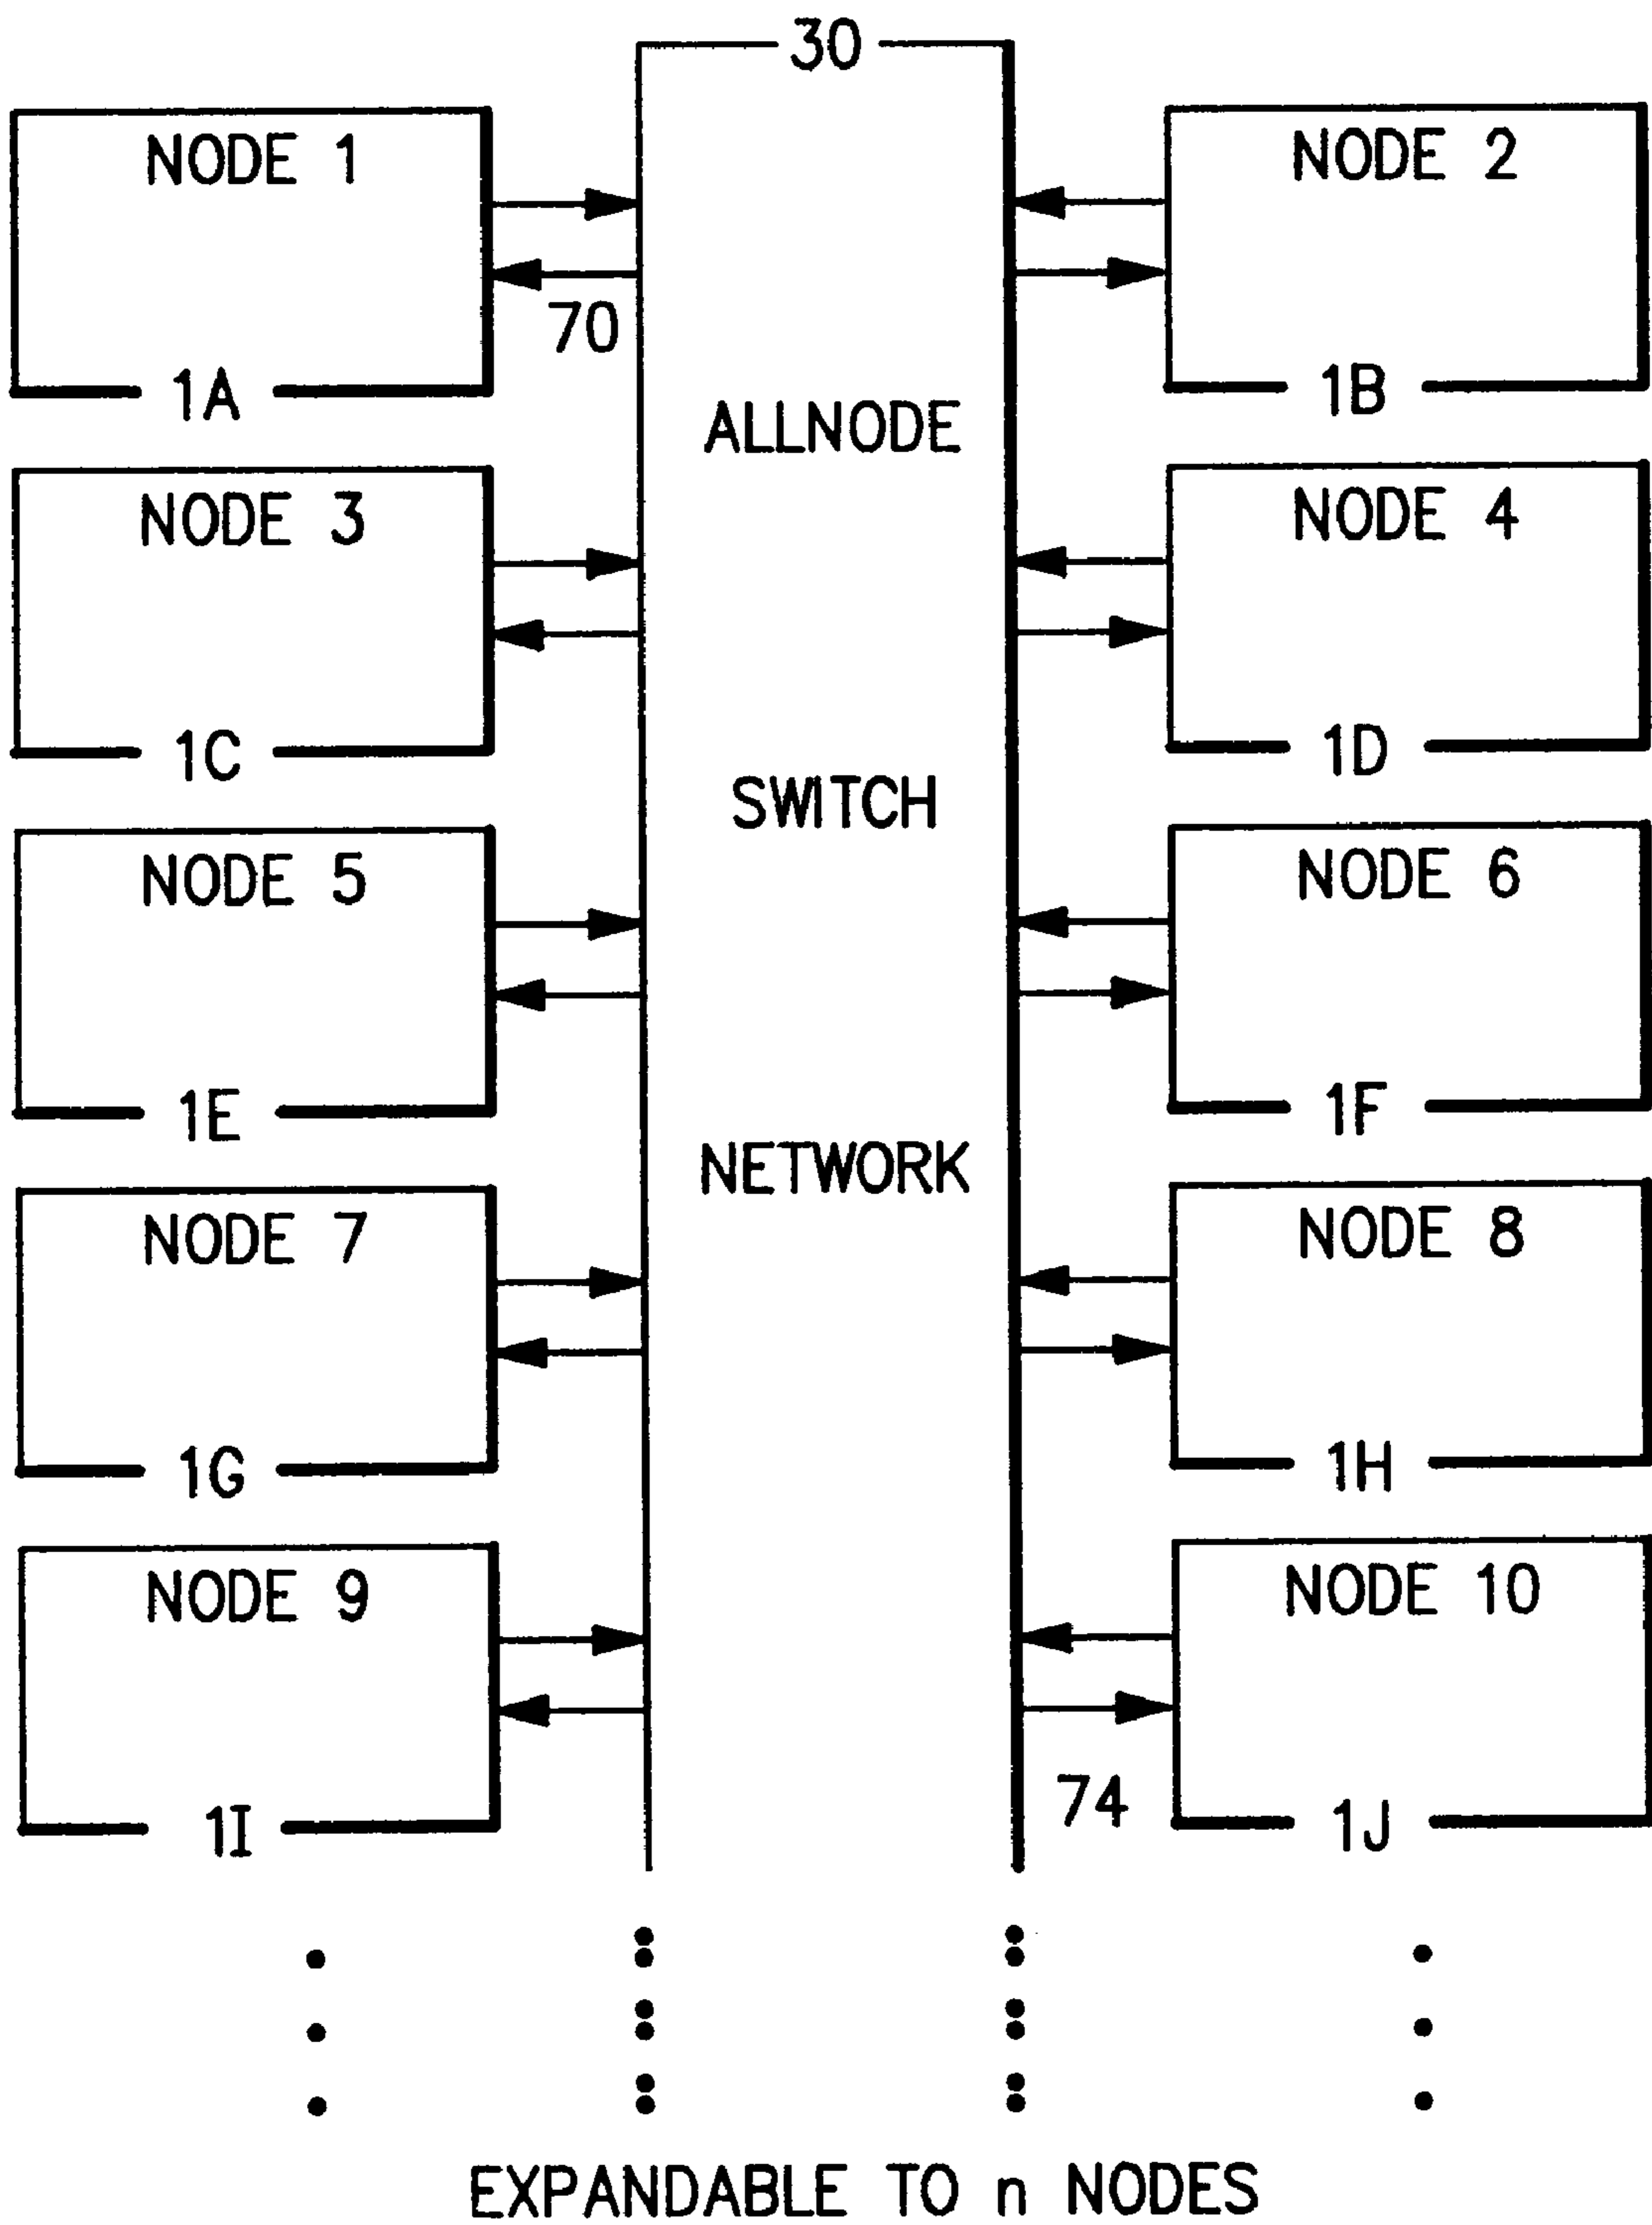 30
NODE 1
NODE 2
70
1A
1B
ALLNODE
NODE 3
NODE 4
1C
1D
SWITCH
NODE 5
NODE 6
1E
1F
NETWORK
NODE 7
NODE 8
1G
1H
NODE 9
NODE 10
74
1I
1J
EXPANDABLE TO n NODES